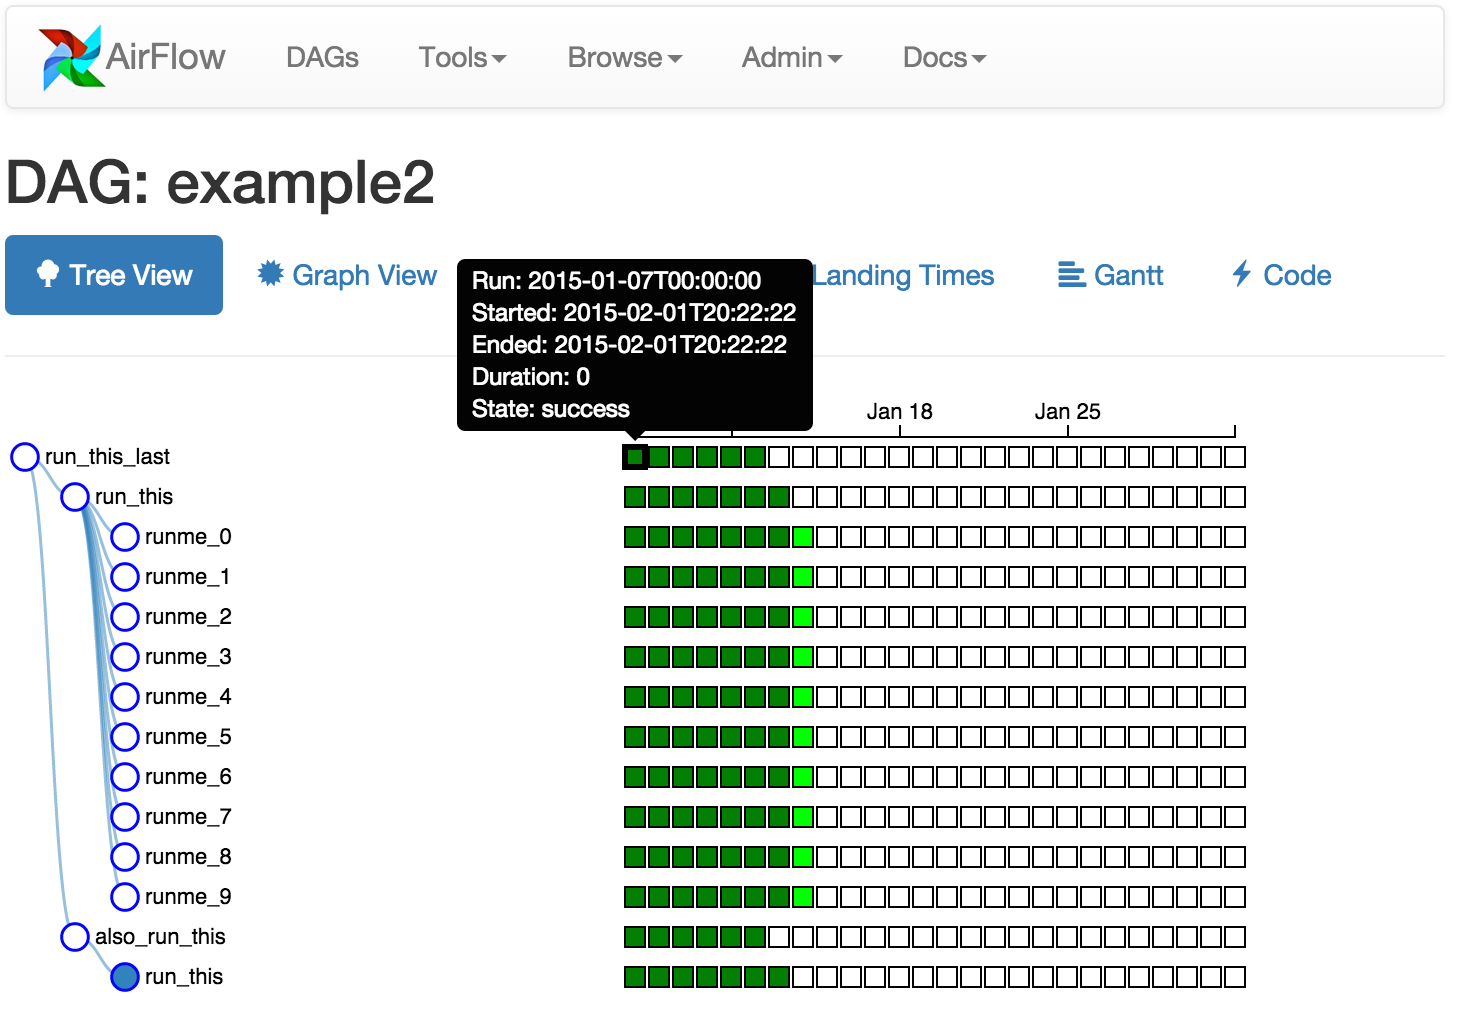 AirFlow DAGs Tools Browse Admin Docs
DAG: example2
Tree View Graph View Landing Times Gantt Code
Run: 2015-01-07T00:00:00
Started: 2015-02-01T20:22:22
Ended: 2015-02-01T20:22:22
Duration: 0
State: success
Jan 18 Jan 25
run_this_last
run_this
runme_0
runme_1
runme_2
runme_3
runme_4
runme_5
runme_6
runme_7
runme_8
runme_9
also_run_this
run_this